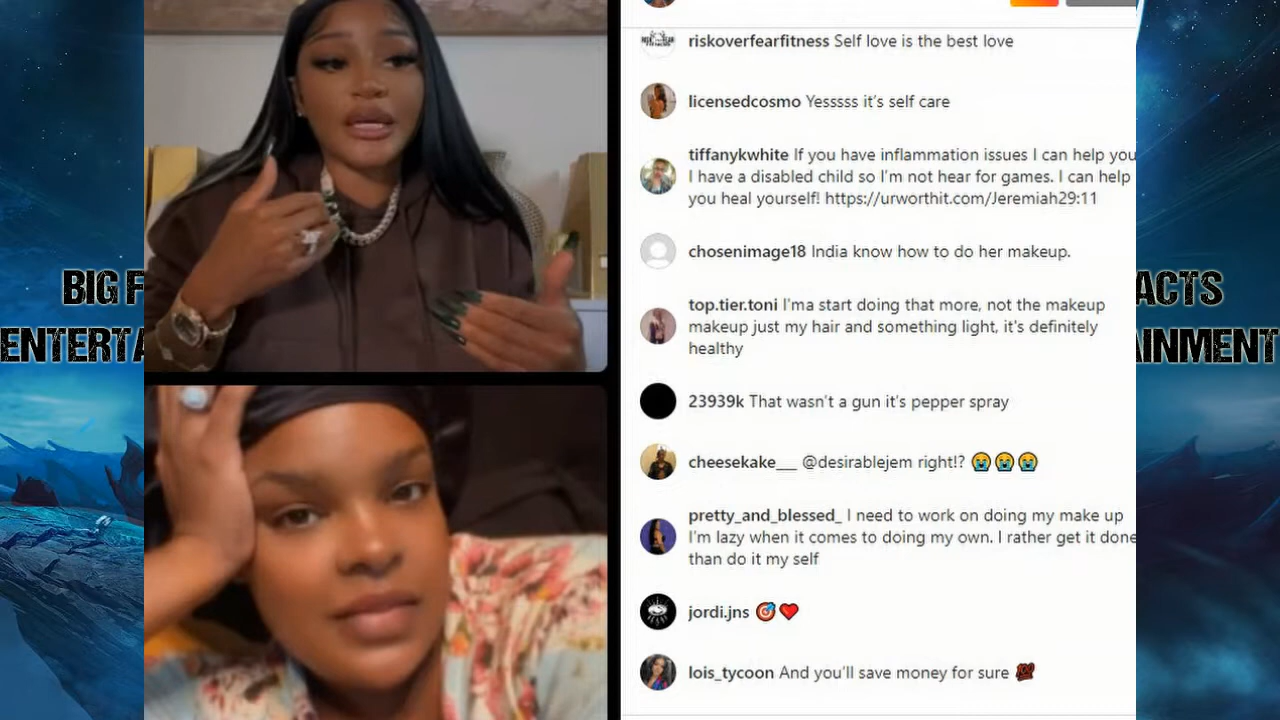 riskoverfearfitness Self love is the best love
licensedcosmo Yesssss it's self care
tiffanykwhite If you have inflammation issues I can help you
I have a disabled child so I'm not hear for games. I can help
you heal yourself! https://urworthit.com/Jeremiah29:11
chosenimage18 India know how to do her makeup.
top.tier.toni I'ma start doing that more, not the makeup
makeup just my hair and something light, it's definitely
healthy
23939k That wasn't a gun it's pepper spray
cheesekake___ @desirablejem right!? 😭😭😭
pretty_and_blessed_ I need to work on doing my make up
I'm lazy when it comes to doing my own. I rather get it done
than do it my self
jordi.jns 🎯❤️
lois_tycoon And you'll save money for sure 💯
BIG F
ACTS
ENTERTA
AINMENT